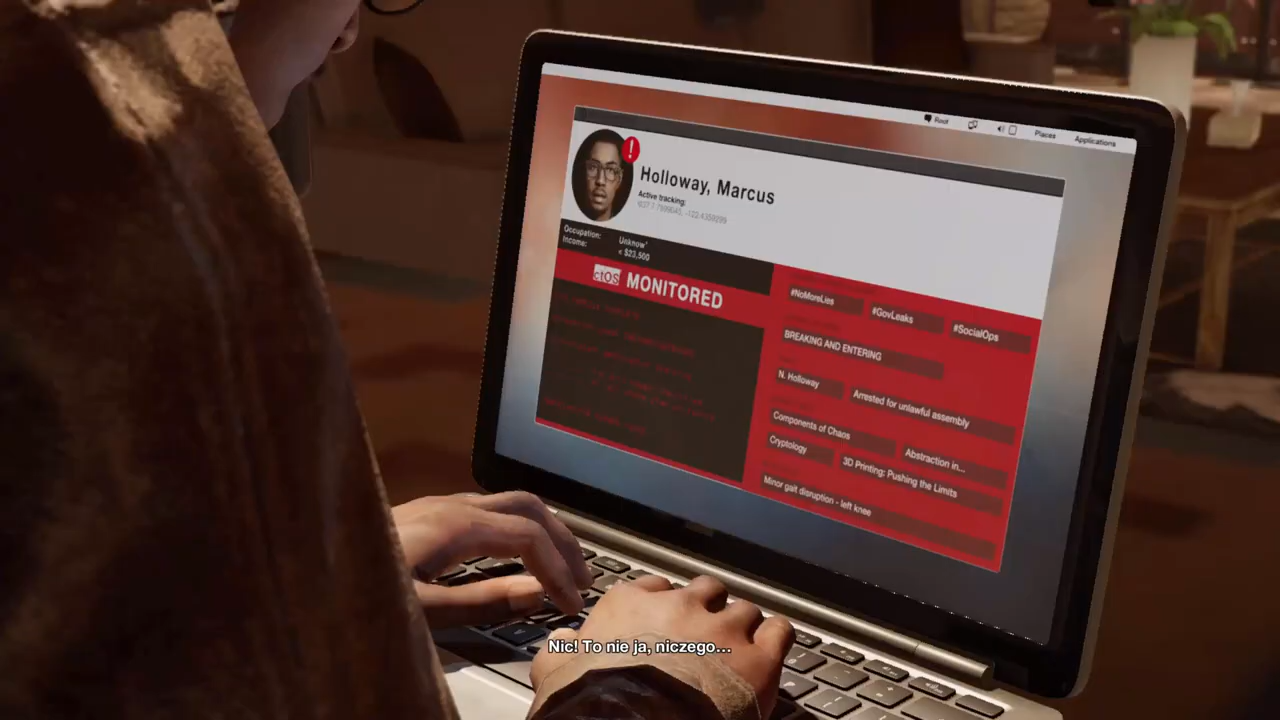 Root
Places
Applications
Holloway, Marcus
Active tracking:
Occupation: Unknow*
Income: < $23,500
ctOS MONITORED
#NoMoreLies #GovLeaks #SocialOps
BREAKING AND ENTERING
N. Holloway Arrested for unlawful assembly
Components of Chaos Abstraction in...
Cryptology 3D Printing: Pushing the Limits
Minor gait disruption - left knee
Nic! To nie ja, niczego...